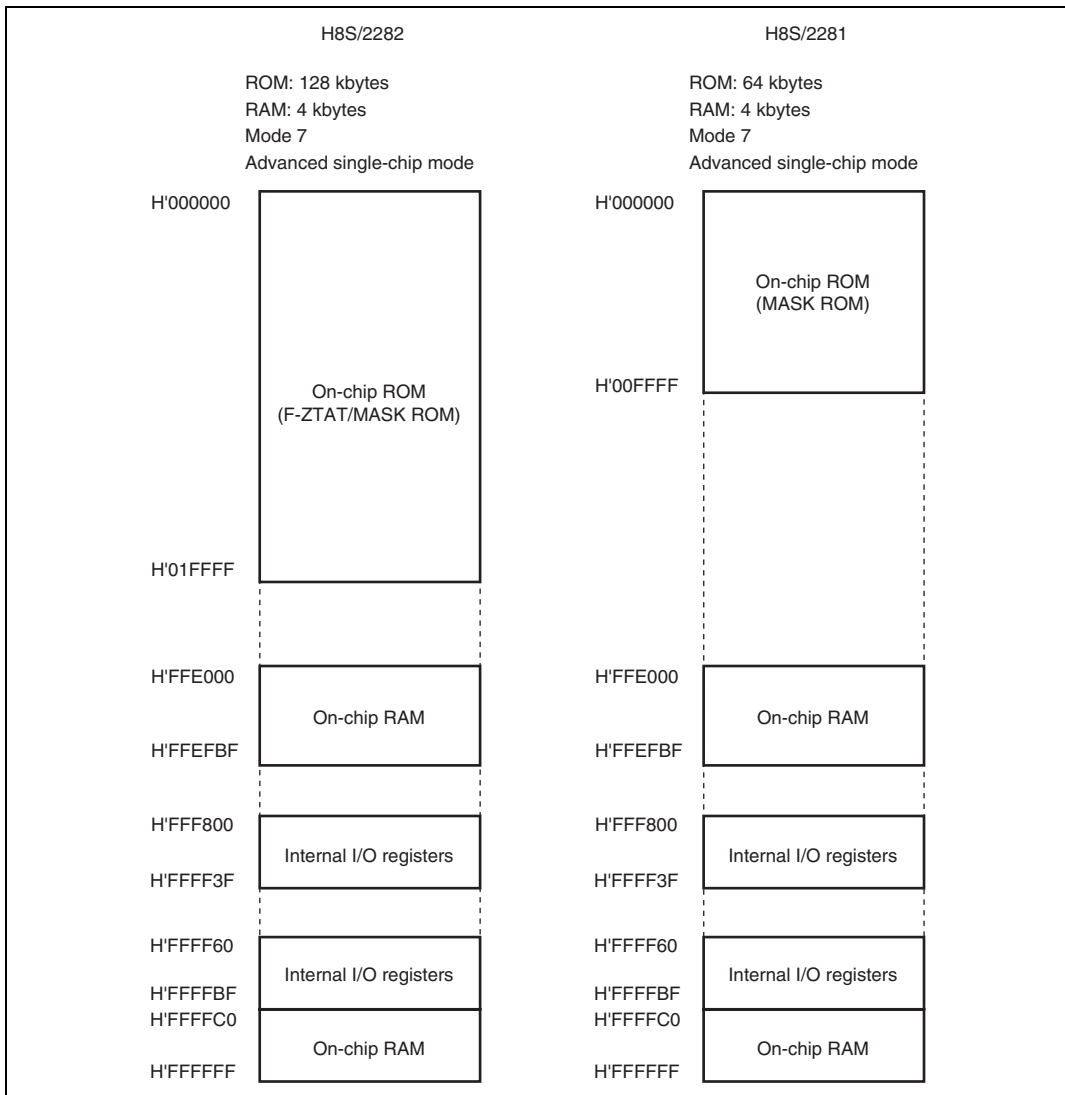 H8S/2282
ROM: 128 kbytes
RAM: 4 kbytes
Mode 7
Advanced single-chip mode
H'000000
On-chip ROM
(F-ZTAT/MASK ROM)
H'01FFFF
H'FFE000
On-chip RAM
H'FFEFBF
H'FFF800
Internal I/O registers
H'FFFF3F
H'FFFF60
Internal I/O registers
H'FFFFBF
H'FFFFC0
On-chip RAM
H'FFFFFF
H8S/2281
ROM: 64 kbytes
RAM: 4 kbytes
Mode 7
Advanced single-chip mode
H'000000
On-chip ROM
(MASK ROM)
H'00FFFF
H'FFE000
On-chip RAM
H'FFEFBF
H'FFF800
Internal I/O registers
H'FFFF3F
H'FFFF60
Internal I/O registers
H'FFFFBF
H'FFFFC0
On-chip RAM
H'FFFFFF